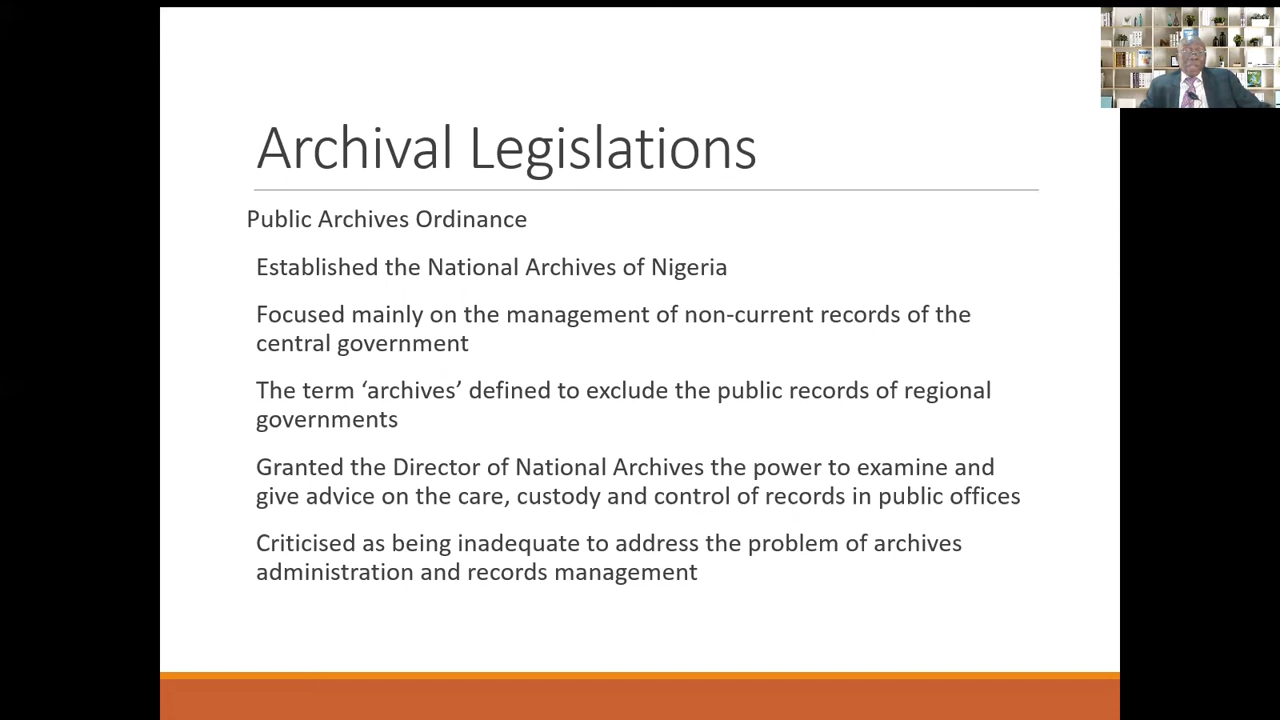 Archival Legislations
Public Archives Ordinance
Established the National Archives of Nigeria
Focused mainly on the management of non-current records of the
central government
The term ‘archives’ defined to exclude the public records of regional
governments
Granted the Director of National Archives the power to examine and
give advice on the care, custody and control of records in public offices
Criticised as being inadequate to address the problem of archives
administration and records management